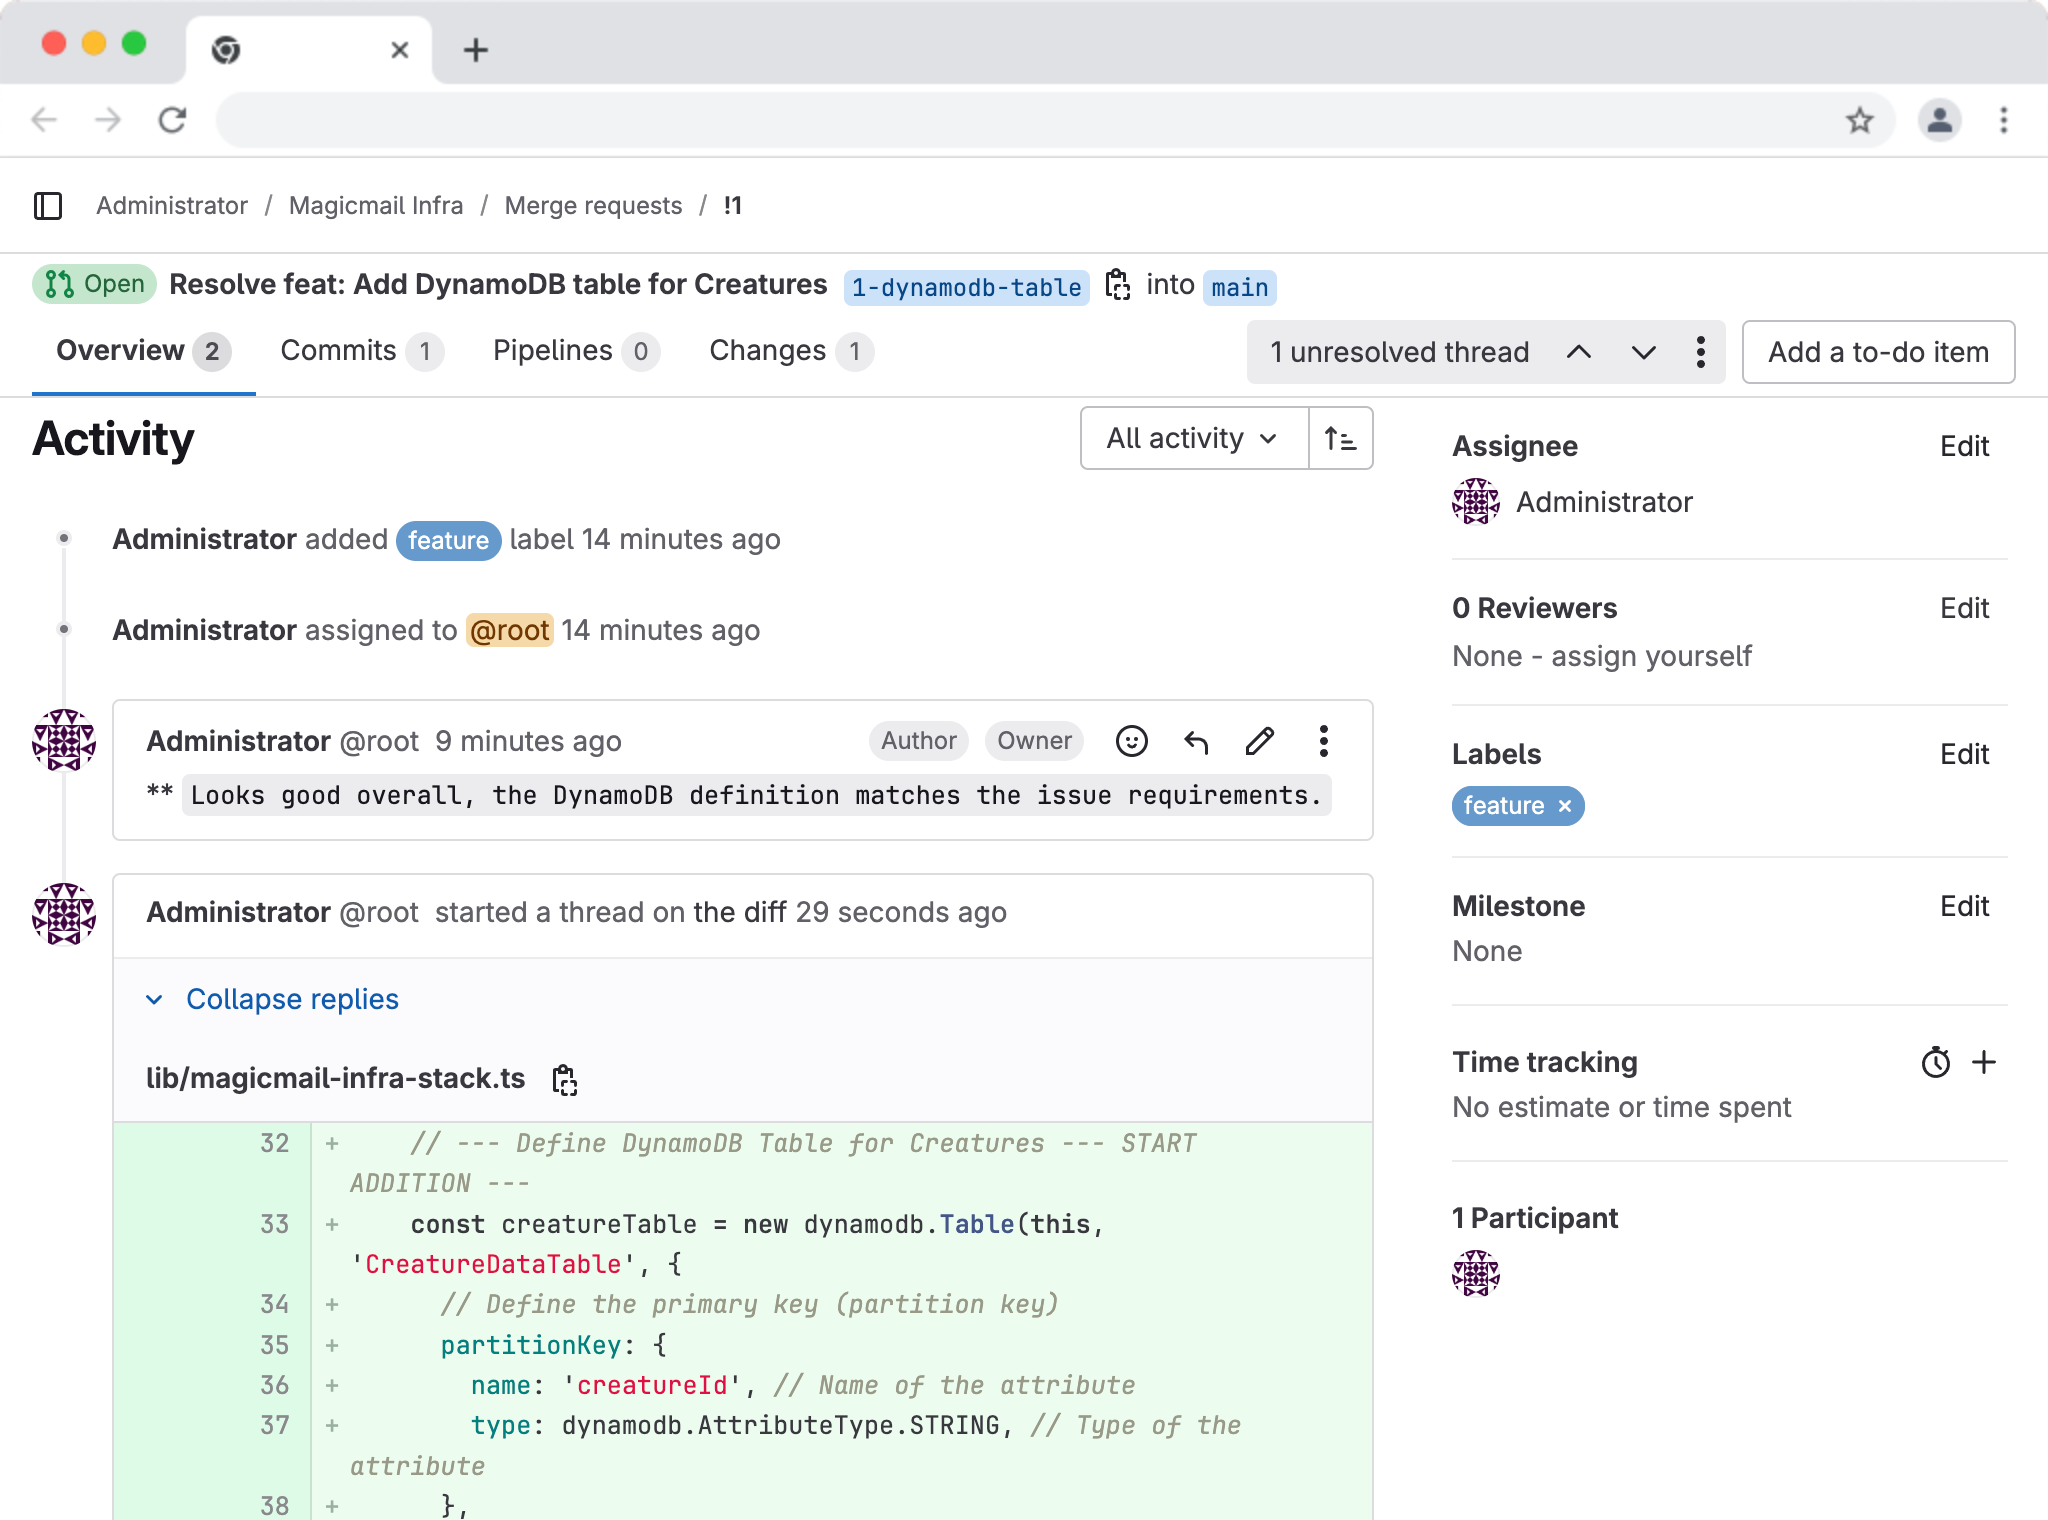 Administrator / Magicmail Infra / Merge requests / !1
Open Resolve feat: Add DynamoDB table for Creatures 1-dynamodb-table into main
Overview 2 Commits 1 Pipelines 0 Changes 1 1 unresolved thread Add a to-do item
Activity All activity
Administrator added feature label 14 minutes ago
Administrator assigned to @root 14 minutes ago
Administrator @root 9 minutes ago Author Owner
** Looks good overall, the DynamoDB definition matches the issue requirements.
Administrator @root started a thread on the diff 29 seconds ago
Collapse replies
lib/magicmail-infra-stack.ts
32 + // --- Define DynamoDB Table for Creatures --- START
ADDITION ---
33 + const creatureTable = new dynamodb.Table(this,
'CreatureDataTable', {
34 + // Define the primary key (partition key)
35 + partitionKey: {
36 + name: 'creatureId', // Name of the attribute
37 + type: dynamodb.AttributeType.STRING, // Type of the
attribute
38 + },
Assignee Edit
Administrator
0 Reviewers Edit
None - assign yourself
Labels Edit
feature ×
Milestone Edit
None
Time tracking
No estimate or time spent
1 Participant